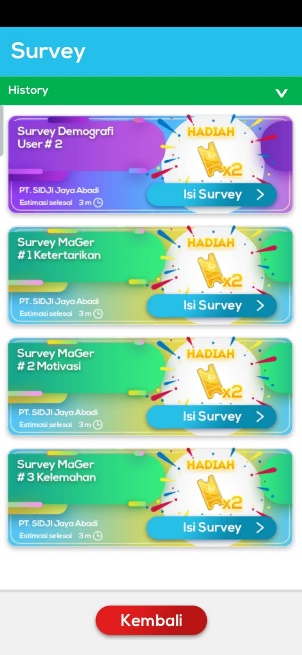 Survey
History
Survey Demografi
User # 2
HADIAH
x2
PT. SIDJI Jaya Abadi
Estimasi selesai 3 m
Isi Survey
Survey MaGer
# 1 Ketertarikan
HADIAH
x2
PT. SIDJI Jaya Abadi
Estimasi selesai 3 m
Isi Survey
Survey MaGer
# 2 Motivasi
HADIAH
x2
PT. SIDJI Jaya Abadi
Estimasi selesai 3 m
Isi Survey
Survey MaGer
# 3 Kelemahan
HADIAH
x2
PT. SIDJI Jaya Abadi
Estimasi selesai 3 m
Isi Survey
Kembali